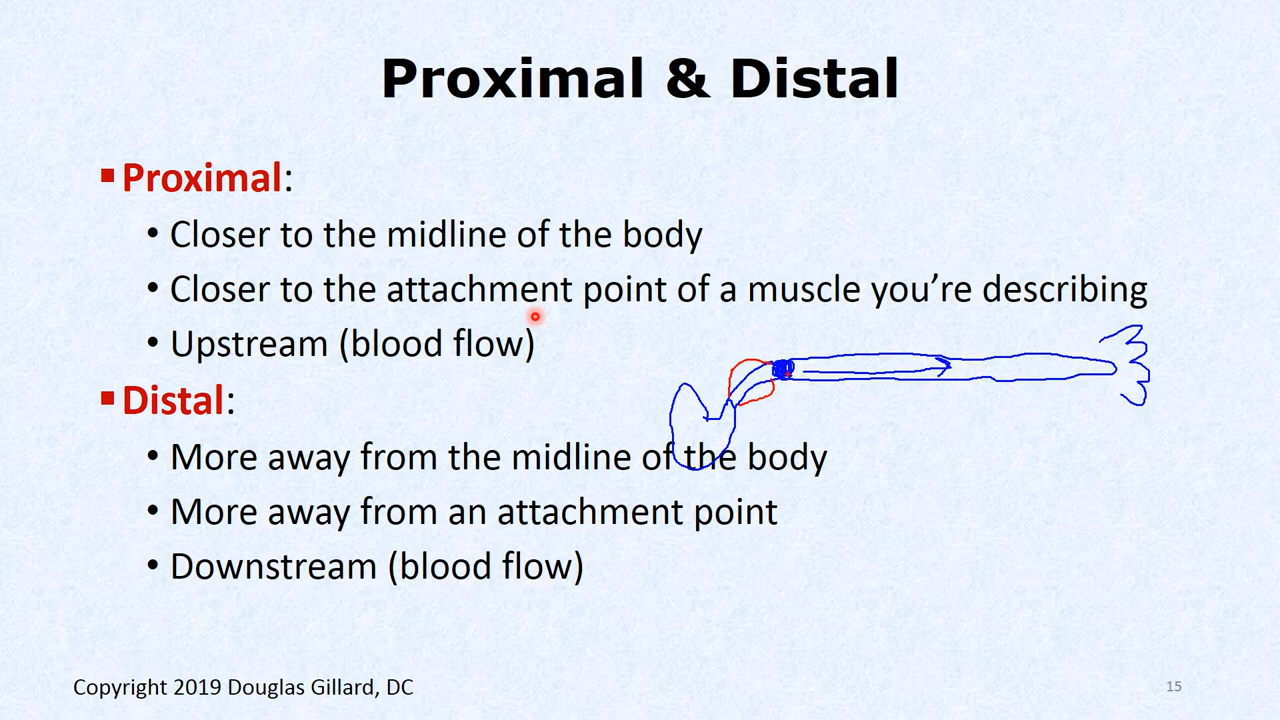 Proximal & Distal
▪Proximal:
• Closer to the midline of the body
• Closer to the attachment point of a muscle you’re describing
• Upstream (blood flow)
▪Distal:
• More away from the midline of the body
• More away from an attachment point
• Downstream (blood flow)
Copyright 2019 Douglas Gillard, DC
15